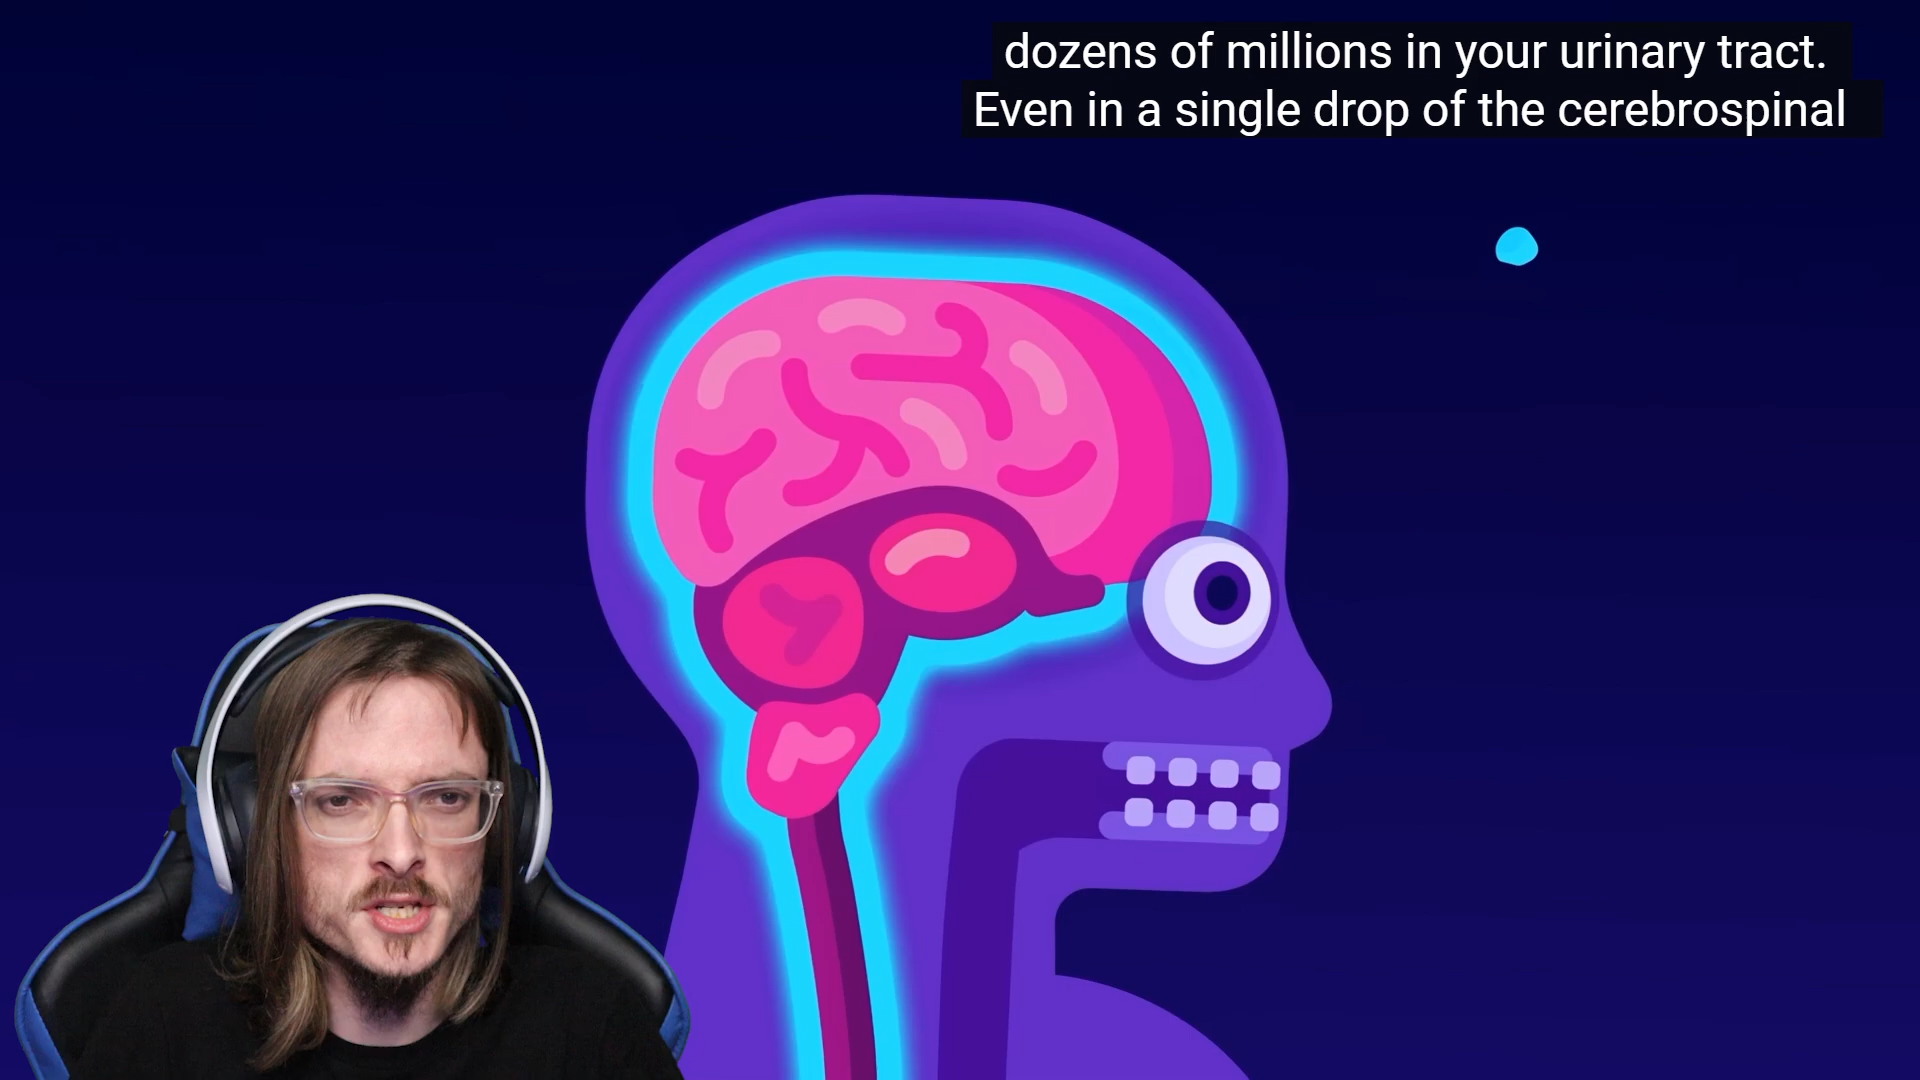 dozens of millions in your urinary tract.
Even in a single drop of the cerebrospinal